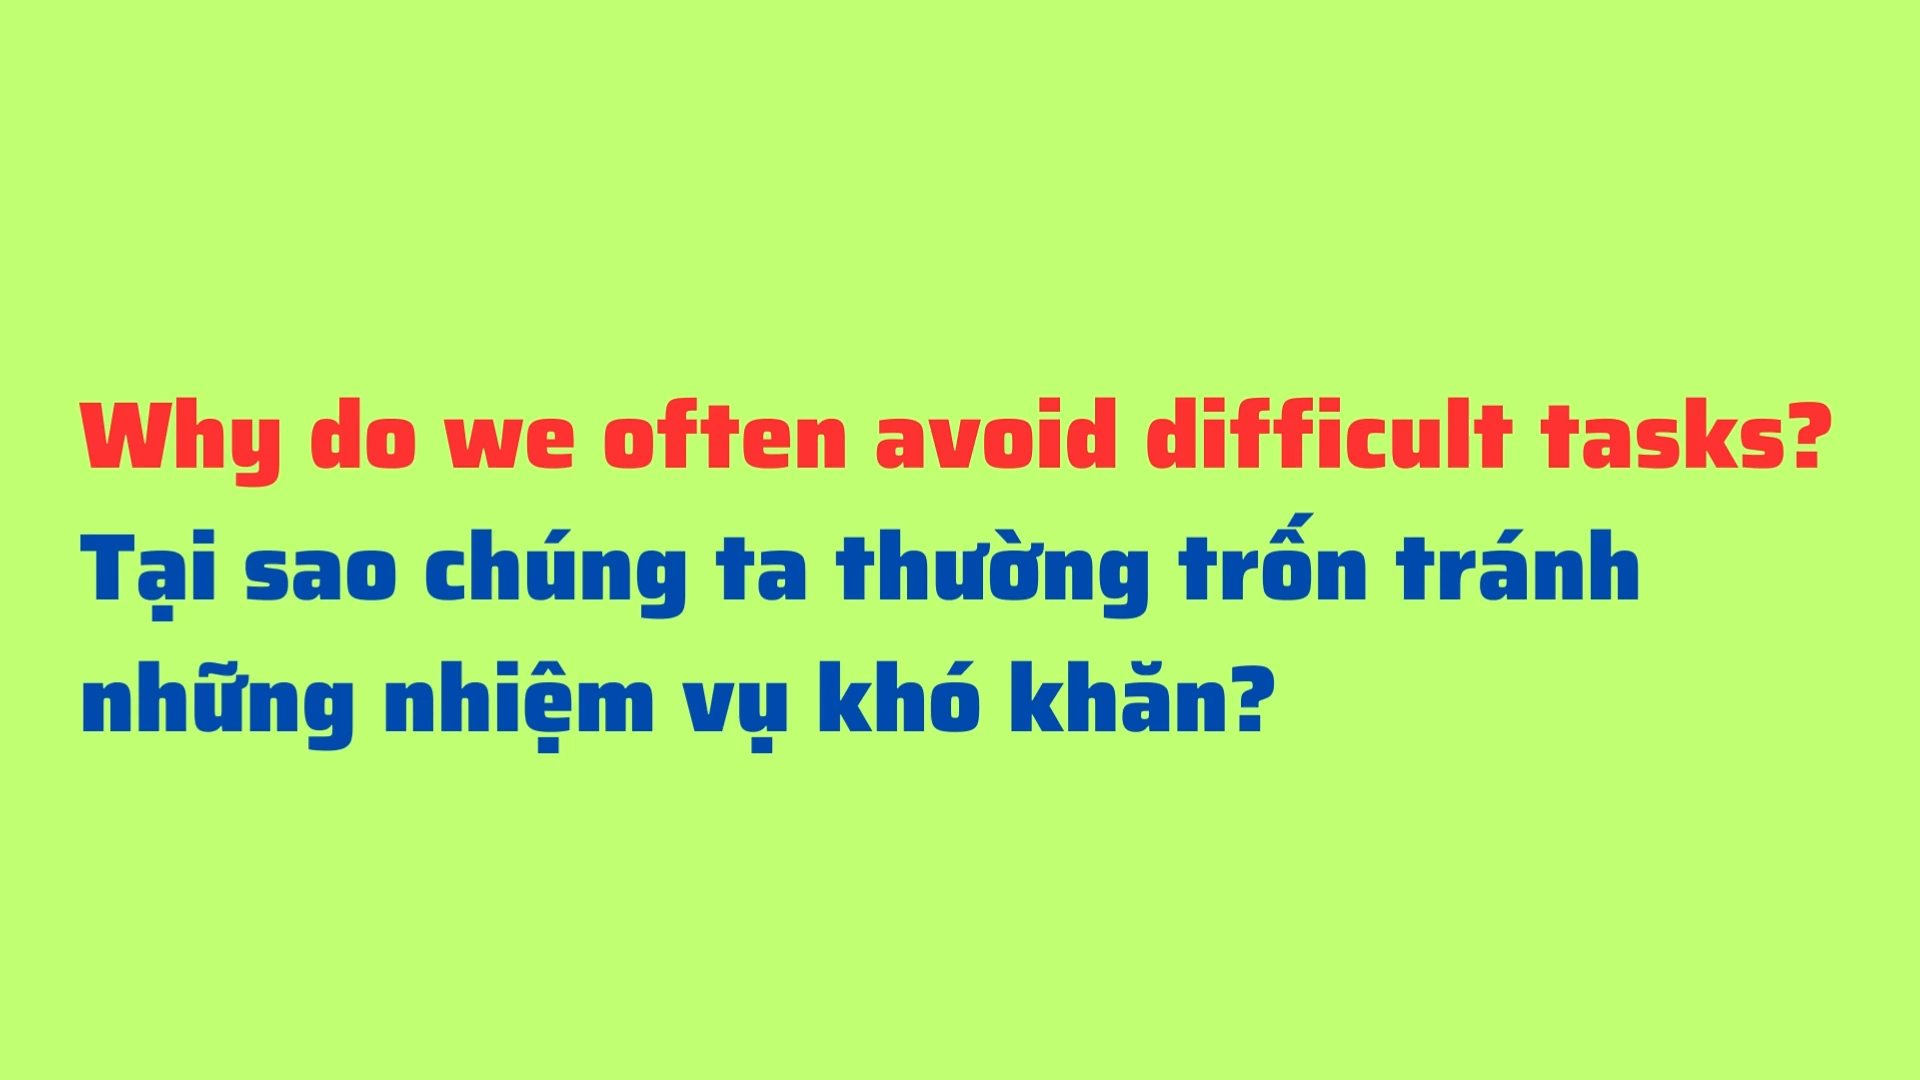 Why do we often avoid difficult tasks?
Tại sao chúng ta thường trốn tránh
những nhiệm vụ khó khăn?